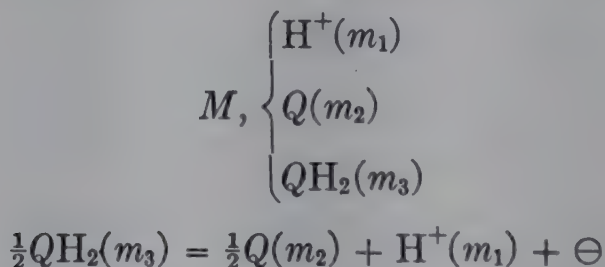 H⁺(m₁)
M, { Q(m₂)
QH₂(m₃)
½QH₂(m₃) = ½Q(m₂) + H⁺(m₁) + ⊖